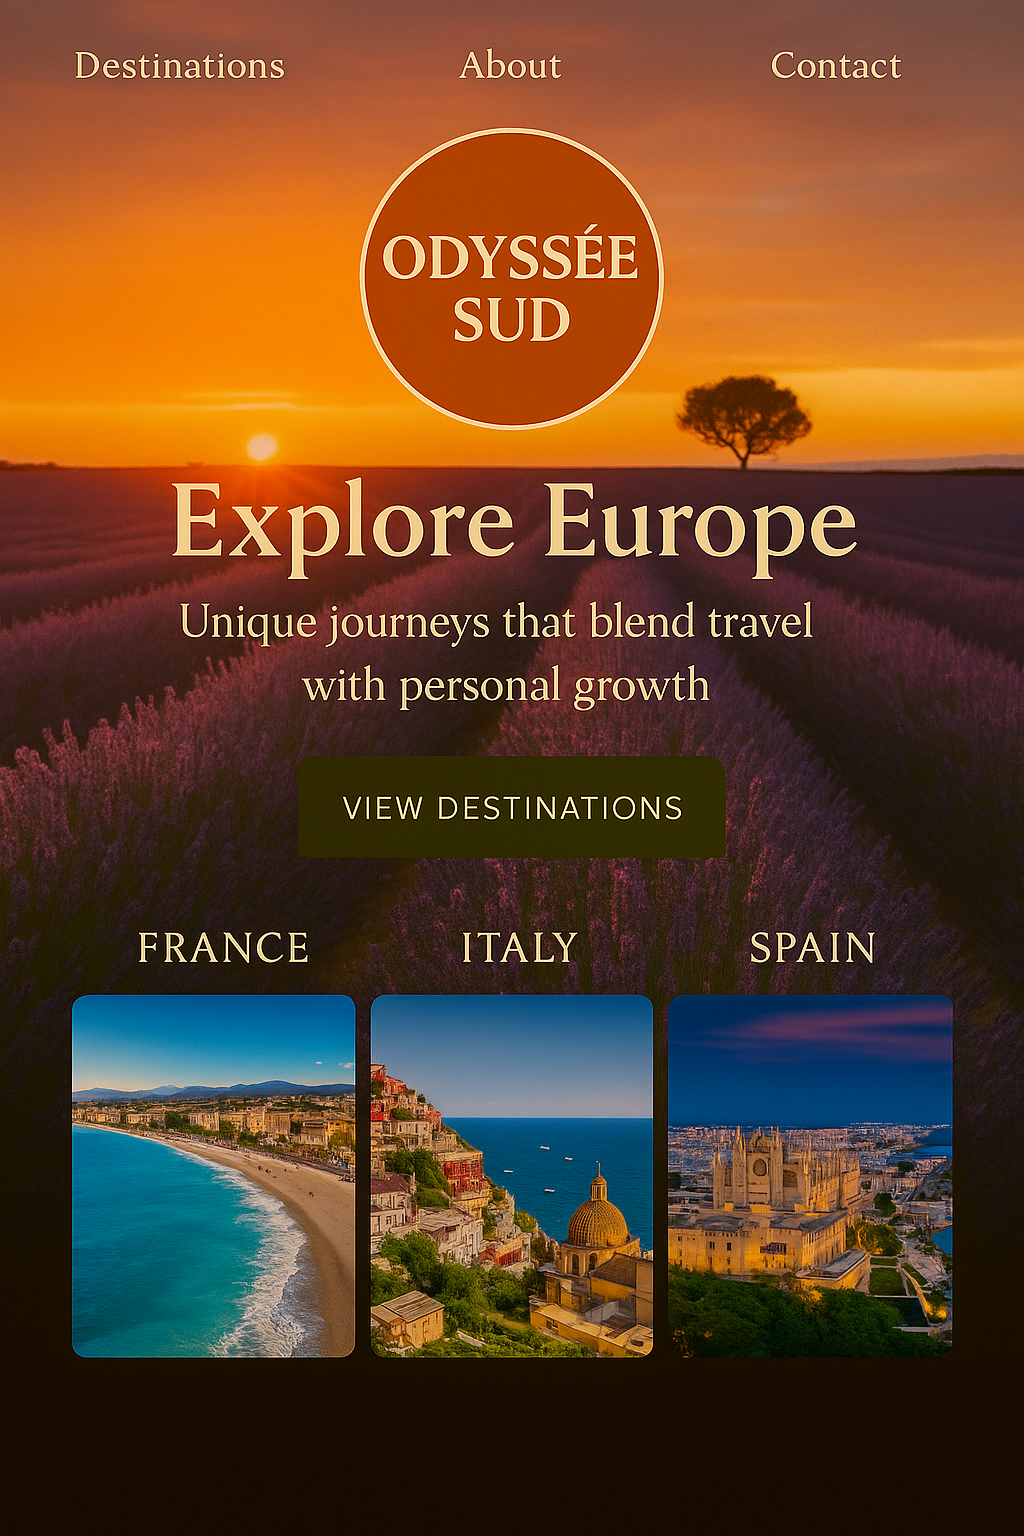 Destinations About Contact
ODYSSÉE
SUD
Explore Europe
Unique journeys that blend travel
with personal growth
VIEW DESTINATIONS
FRANCE ITALY SPAIN